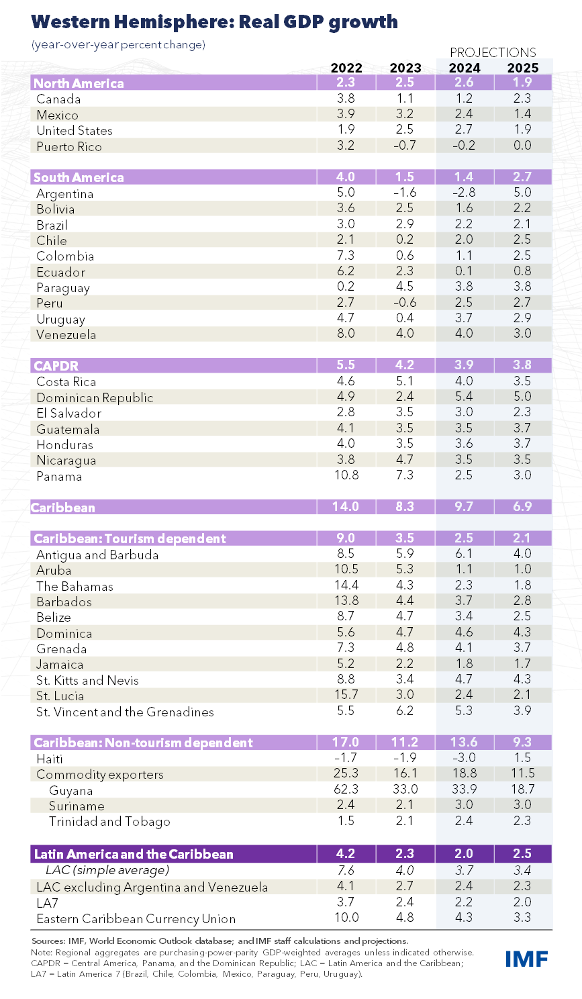 Western Hemisphere: Real GDP growth
(year-over-year percent change)
PROJECTIONS
2022 2023 2024 2025
North America 2.3 2.5 2.6 1.9
Canada 3.8 1.1 1.2 2.3
Mexico 3.9 3.2 2.4 1.4
United States 1.9 2.5 2.7 1.9
Puerto Rico 3.2 –0.7 –0.2 0.0
South America 4.0 1.5 1.4 2.7
Argentina 5.0 –1.6 –2.8 5.0
Bolivia 3.6 2.5 1.6 2.2
Brazil 3.0 2.9 2.2 2.1
Chile 2.1 0.2 2.0 2.5
Colombia 7.3 0.6 1.1 2.5
Ecuador 6.2 2.3 0.1 0.8
Paraguay 0.2 4.5 3.8 3.8
Peru 2.7 –0.6 2.5 2.7
Uruguay 4.7 0.4 3.7 2.9
Venezuela 8.0 4.0 4.0 3.0
CAPDR 5.5 4.2 3.9 3.8
Costa Rica 4.6 5.1 4.0 3.5
Dominican Republic 4.9 2.4 5.4 5.0
El Salvador 2.8 3.5 3.0 2.3
Guatemala 4.1 3.5 3.5 3.7
Honduras 4.0 3.5 3.6 3.7
Nicaragua 3.8 4.7 3.5 3.5
Panama 10.8 7.3 2.5 3.0
Caribbean 14.0 8.3 9.7 6.9
Caribbean: Tourism dependent 9.0 3.5 2.5 2.1
Antigua and Barbuda 8.5 5.9 6.1 4.0
Aruba 10.5 5.3 1.1 1.0
The Bahamas 14.4 4.3 2.3 1.8
Barbados 13.8 4.4 3.7 2.8
Belize 8.7 4.7 3.4 2.5
Dominica 5.6 4.7 4.6 4.3
Grenada 7.3 4.8 4.1 3.7
Jamaica 5.2 2.2 1.8 1.7
St. Kitts and Nevis 8.8 3.4 4.7 4.3
St. Lucia 15.7 3.0 2.4 2.1
St. Vincent and the Grenadines 5.5 6.2 5.3 3.9
Caribbean: Non-tourism dependent 17.0 11.2 13.6 9.3
Haiti –1.7 –1.9 –3.0 1.5
Commodity exporters 25.3 16.1 18.8 11.5
Guyana 62.3 33.0 33.9 18.7
Suriname 2.4 2.1 3.0 3.0
Trinidad and Tobago 1.5 2.1 2.4 2.3
Latin America and the Caribbean 4.2 2.3 2.0 2.5
LAC (simple average) 7.6 4.0 3.7 3.4
LAC excluding Argentina and Venezuela 4.1 2.7 2.4 2.3
LA7 3.7 2.4 2.2 2.0
Eastern Caribbean Currency Union 10.0 4.8 4.3 3.3
Sources: IMF, World Economic Outlook database; and IMF staff calculations and projections.
Note: Regional aggregates are purchasing-power-parity GDP-weighted averages unless indicated otherwise.
CAPDR = Central America, Panama, and the Dominican Republic; LAC = Latin America and the Caribbean;
LA7 = Latin America 7 (Brazil, Chile, Colombia, Mexico, Paraguay, Peru, Uruguay).
IMF